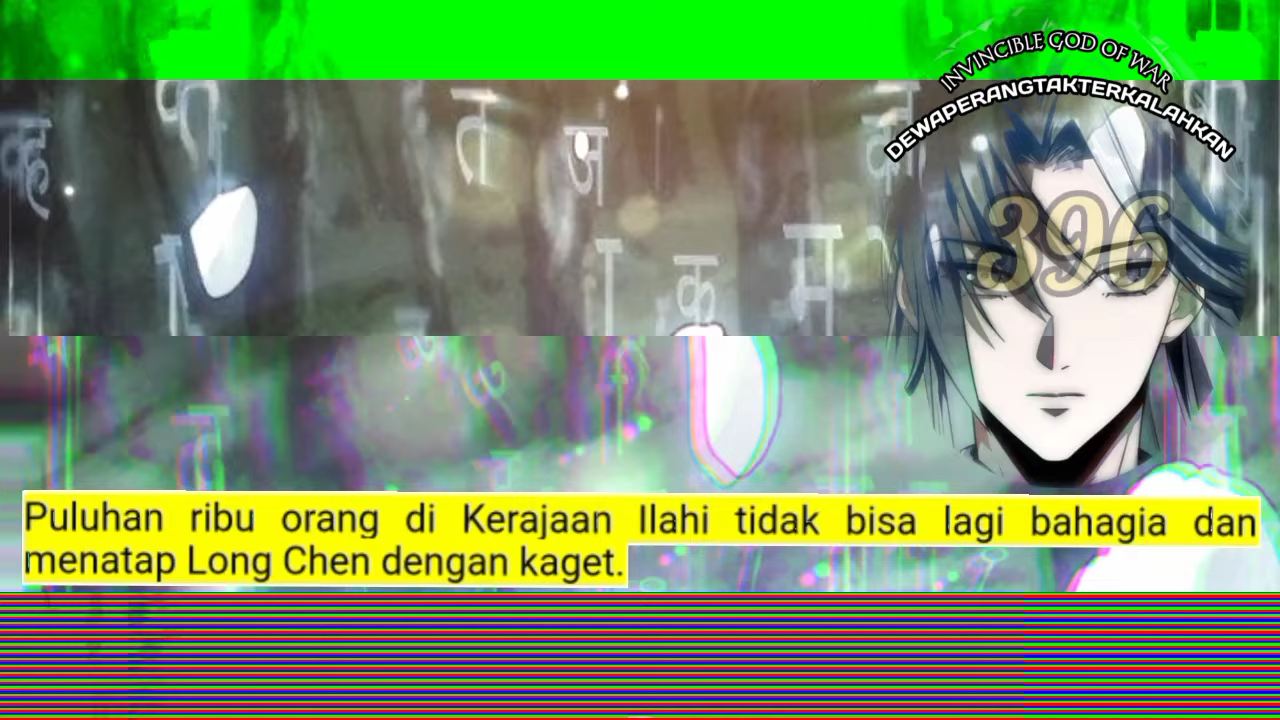 INVINCIBLE GOD OF WAR
DEWAPERANGTAKTERKALAHKAN
396
Puluhan ribu orang di Kerajaan Ilahi tidak bisa lagi bahagia dan
menatap Long Chen dengan kaget.
त
ज
क
म